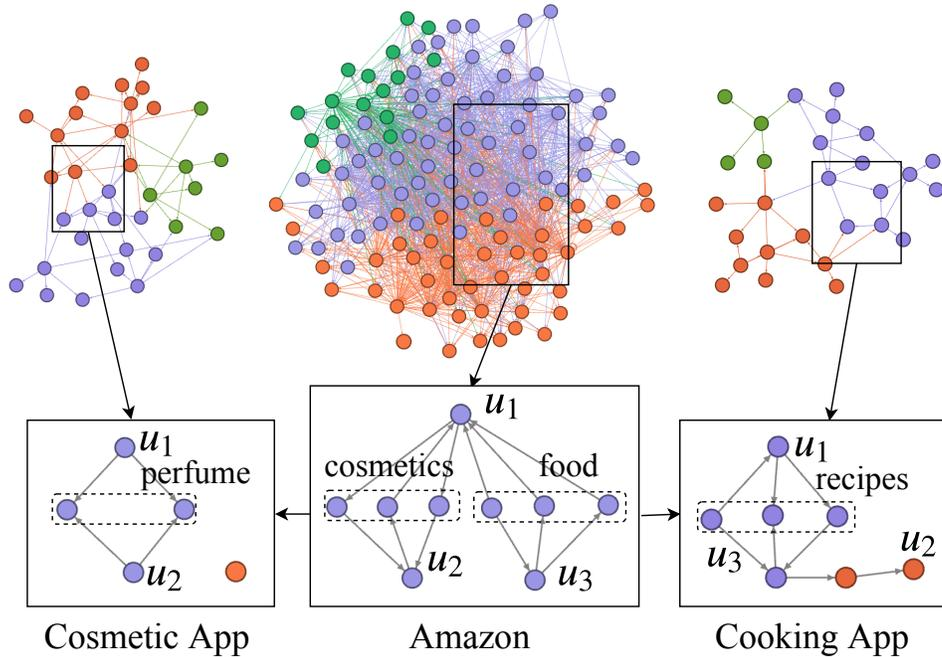 u1
perfume
u2
Cosmetic App
u1
cosmetics
food
u2
u3
Amazon
u1
recipes
u3
u2
Cooking App